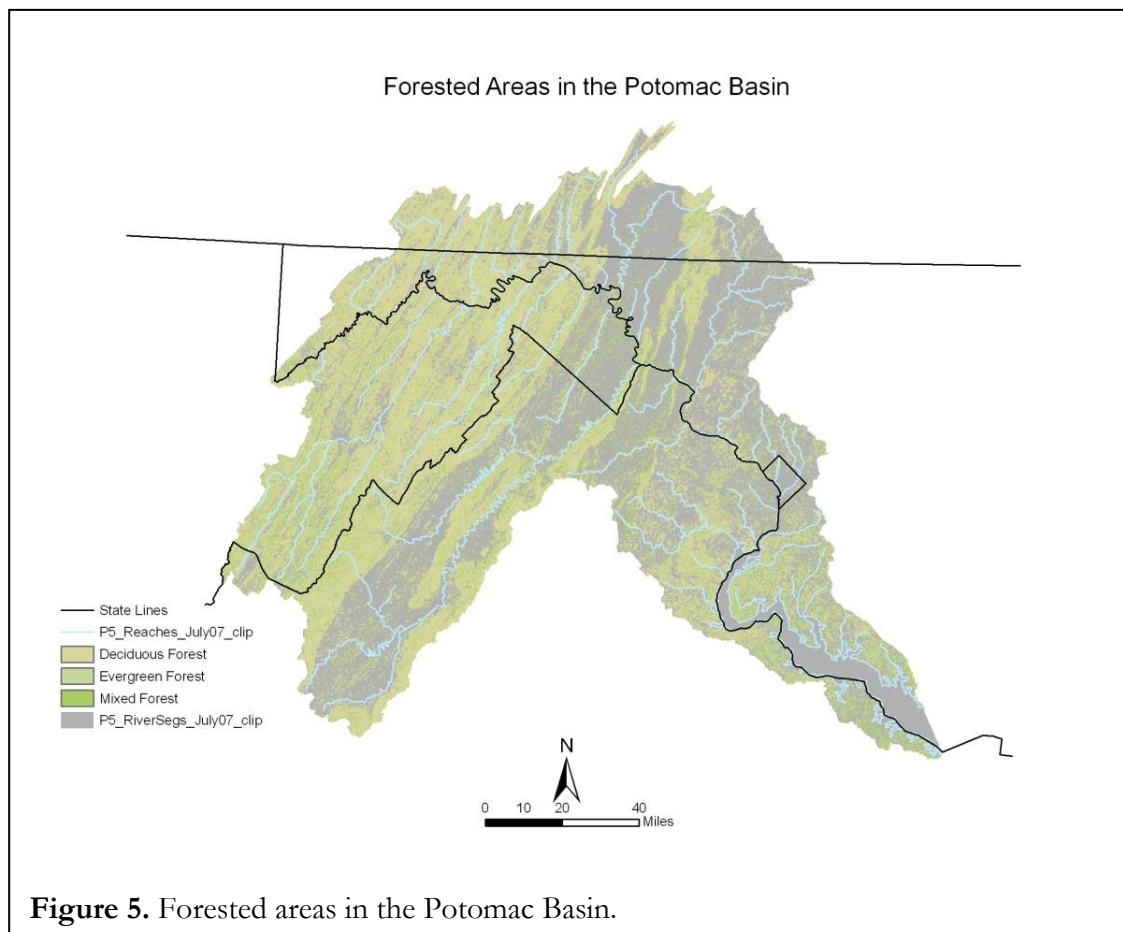 Forested Areas in the Potomac Basin
State Lines
P5_Reaches_July07_clip
Deciduous Forest
Evergreen Forest
Mixed Forest
P5_RiverSegs_July07_clip
N
0 10 20 40
Miles
Figure 5. Forested areas in the Potomac Basin.